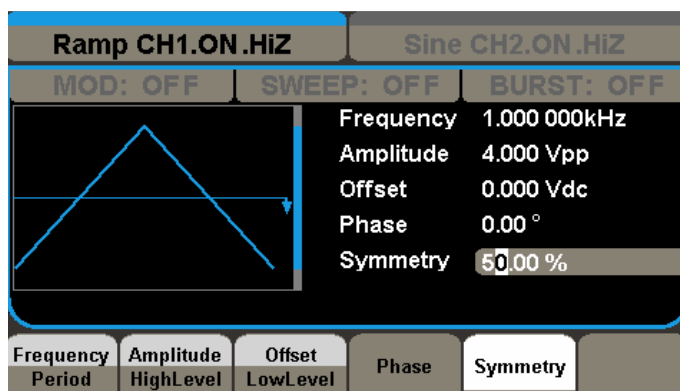 Ramp CH1.ON.HiZ
Sine CH2.ON.HiZ
MOD: OFF
SWEEP: OFF
BURST: OFF
Frequency 1.000 000kHz
Amplitude 4.000 Vpp
Offset 0.000 Vdc
Phase 0.00 °
Symmetry 50.00 %
Frequency
Period
Amplitude
HighLevel
Offset
LowLevel
Phase
Symmetry